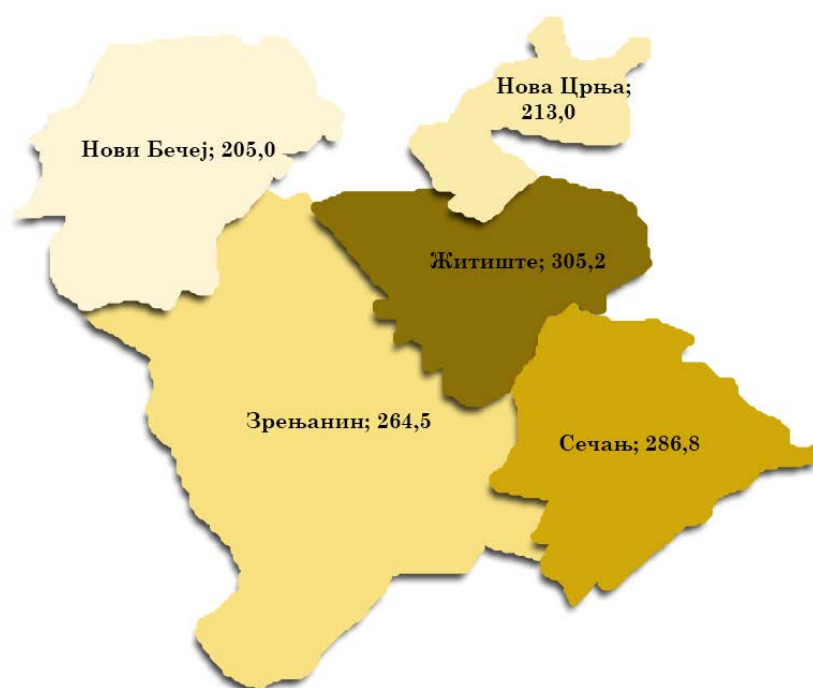 Нова Црња;
213,0
Нови Бечеј; 205,0
Житиште; 305,2
Зрењанин; 264,5
Сечањ; 286,8